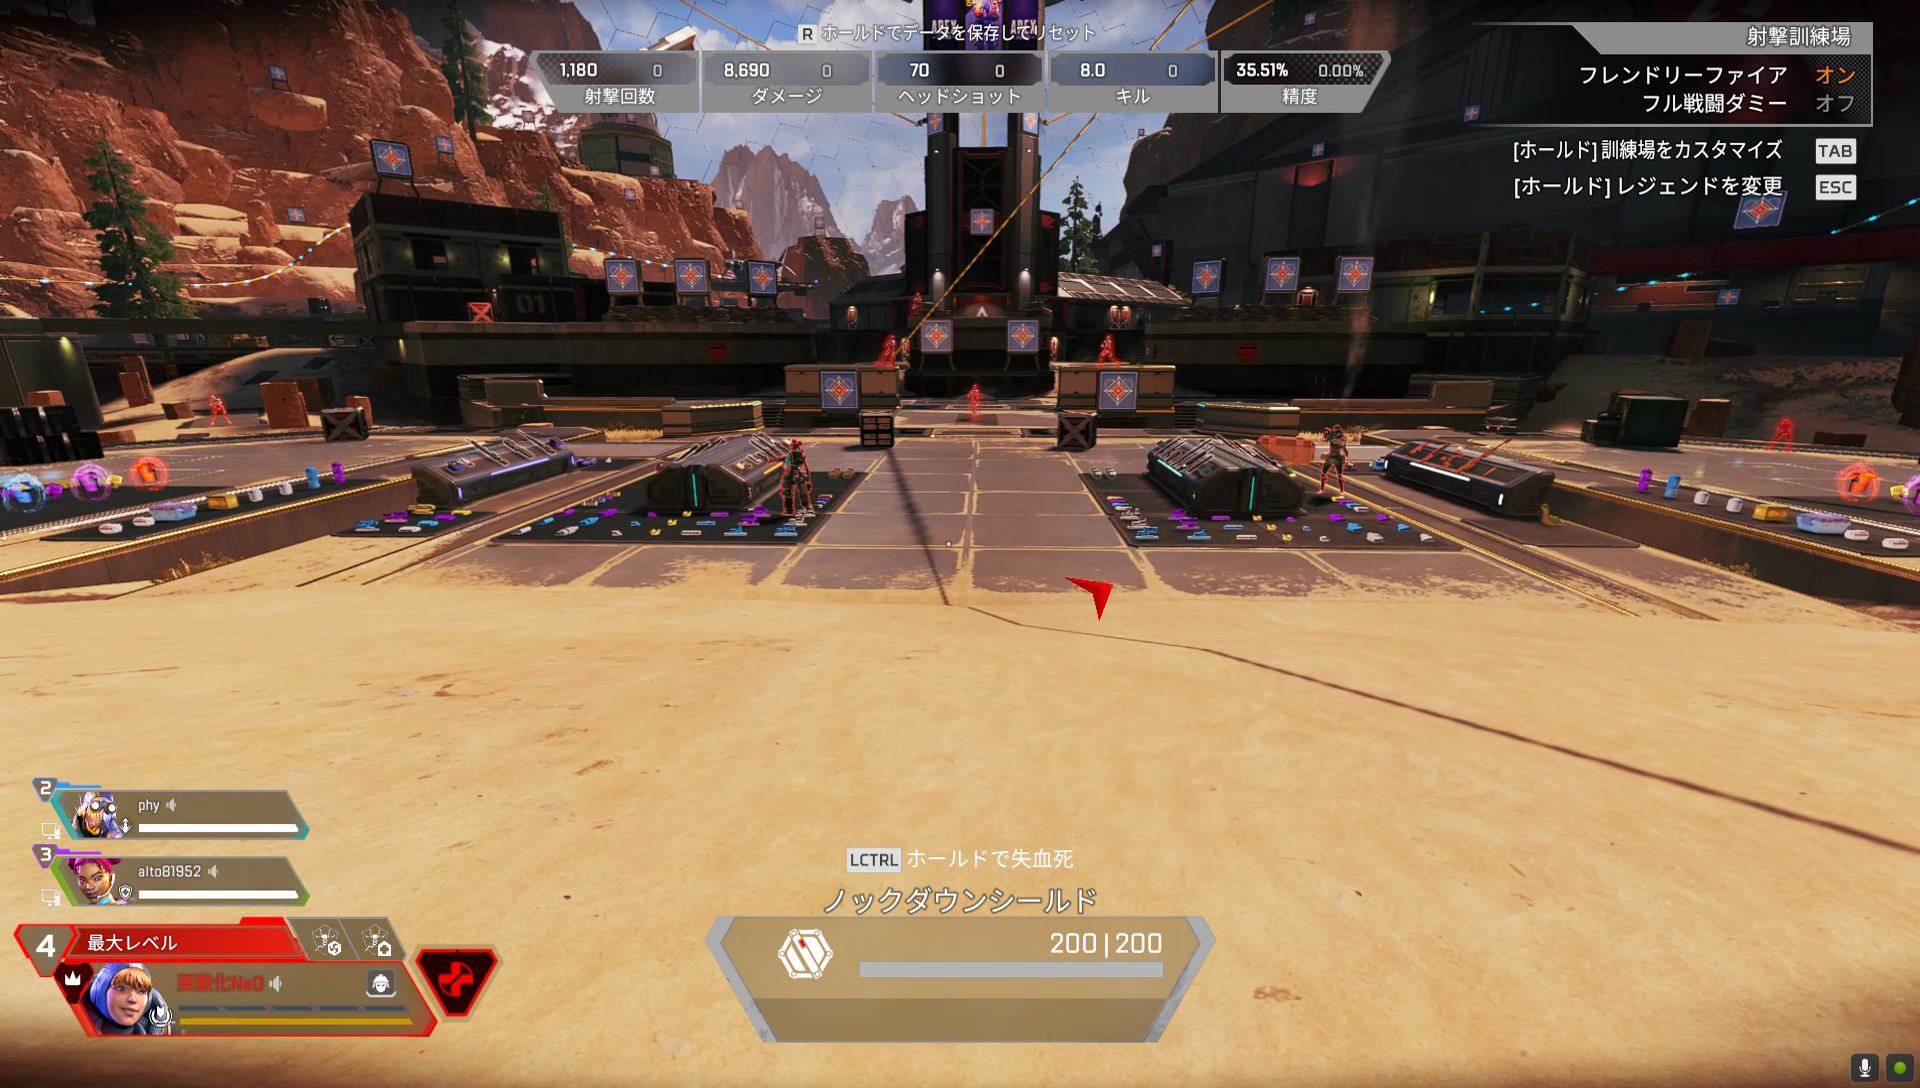 R ホールドでデータを保存してリセット
1,180 0
射撃回数
8,690 0
ダメージ
70 0
ヘッドショット
8.0 0
キル
35.51% 0.00%
精度
射撃訓練場
フレンドリーファイア オン
フル戦闘ダミー オフ
[ホールド]訓練場をカスタマイズ TAB
[ホールド]レジェンドを変更 ESC
01
2
phy
3
alto81952
4
最大レベル
亜酸化NaO
LCTRL ホールドで失血死
ノックダウンシールド
200|200